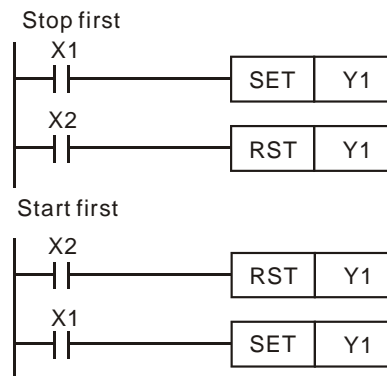 Stop first
X1
SET Y1
X2
RST Y1
Start first
X2
RST Y1
X1
SET Y1